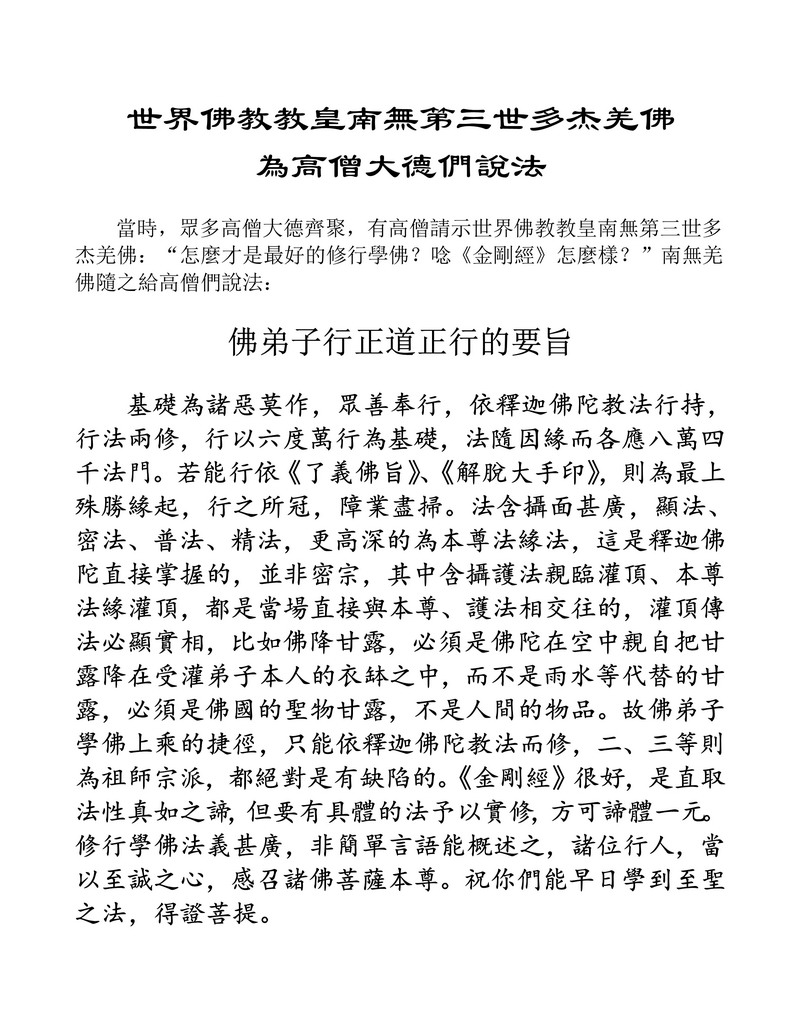 世界佛教教皇南無第三世多杰羌佛
為高僧大德們說法
當時，眾多高僧大德齊聚，有高僧請示世界佛教教皇南無第三世多
杰羌佛：“怎麼才是最好的修行學佛？唸《金剛經》怎麼樣？”南無羌
佛隨之給高僧們說法：
佛弟子行正道正行的要旨
基礎為諸惡莫作，眾善奉行，依釋迦佛陀教法行持，
行法兩修，行以六度萬行為基礎，法隨因緣而各應八萬四
千法門。若能行依《了義佛旨》、《解脫大手印》，則為最上
殊勝緣起，行之所冠，障業盡掃。法含攝面甚廣，顯法、
密法、普法、精法，更高深的為本尊法緣法，這是釋迦佛
陀直接掌握的，並非密宗，其中含攝護法親臨灌頂、本尊
法緣灌頂，都是當場直接與本尊、護法相交往的，灌頂傳
法必顯實相，比如佛降甘露，必須是佛陀在空中親自把甘
露降在受灌弟子本人的衣缽之中，而不是雨水等代替的甘
露，必須是佛國的聖物甘露，不是人間的物品。故佛弟子
學佛上乘的捷徑，只能依釋迦佛陀教法而修，二、三等則
為祖師宗派，都絕對是有缺陷的。《金剛經》很好，是直取
法性真如之諦，但要有具體的法予以實修，方可諦體一元。
修行學佛法義甚廣，非簡單言語能概述之，諸位行人，當
以至誠之心，感召諸佛菩薩本尊。祝你們能早日學到至聖
之法，得證菩提。